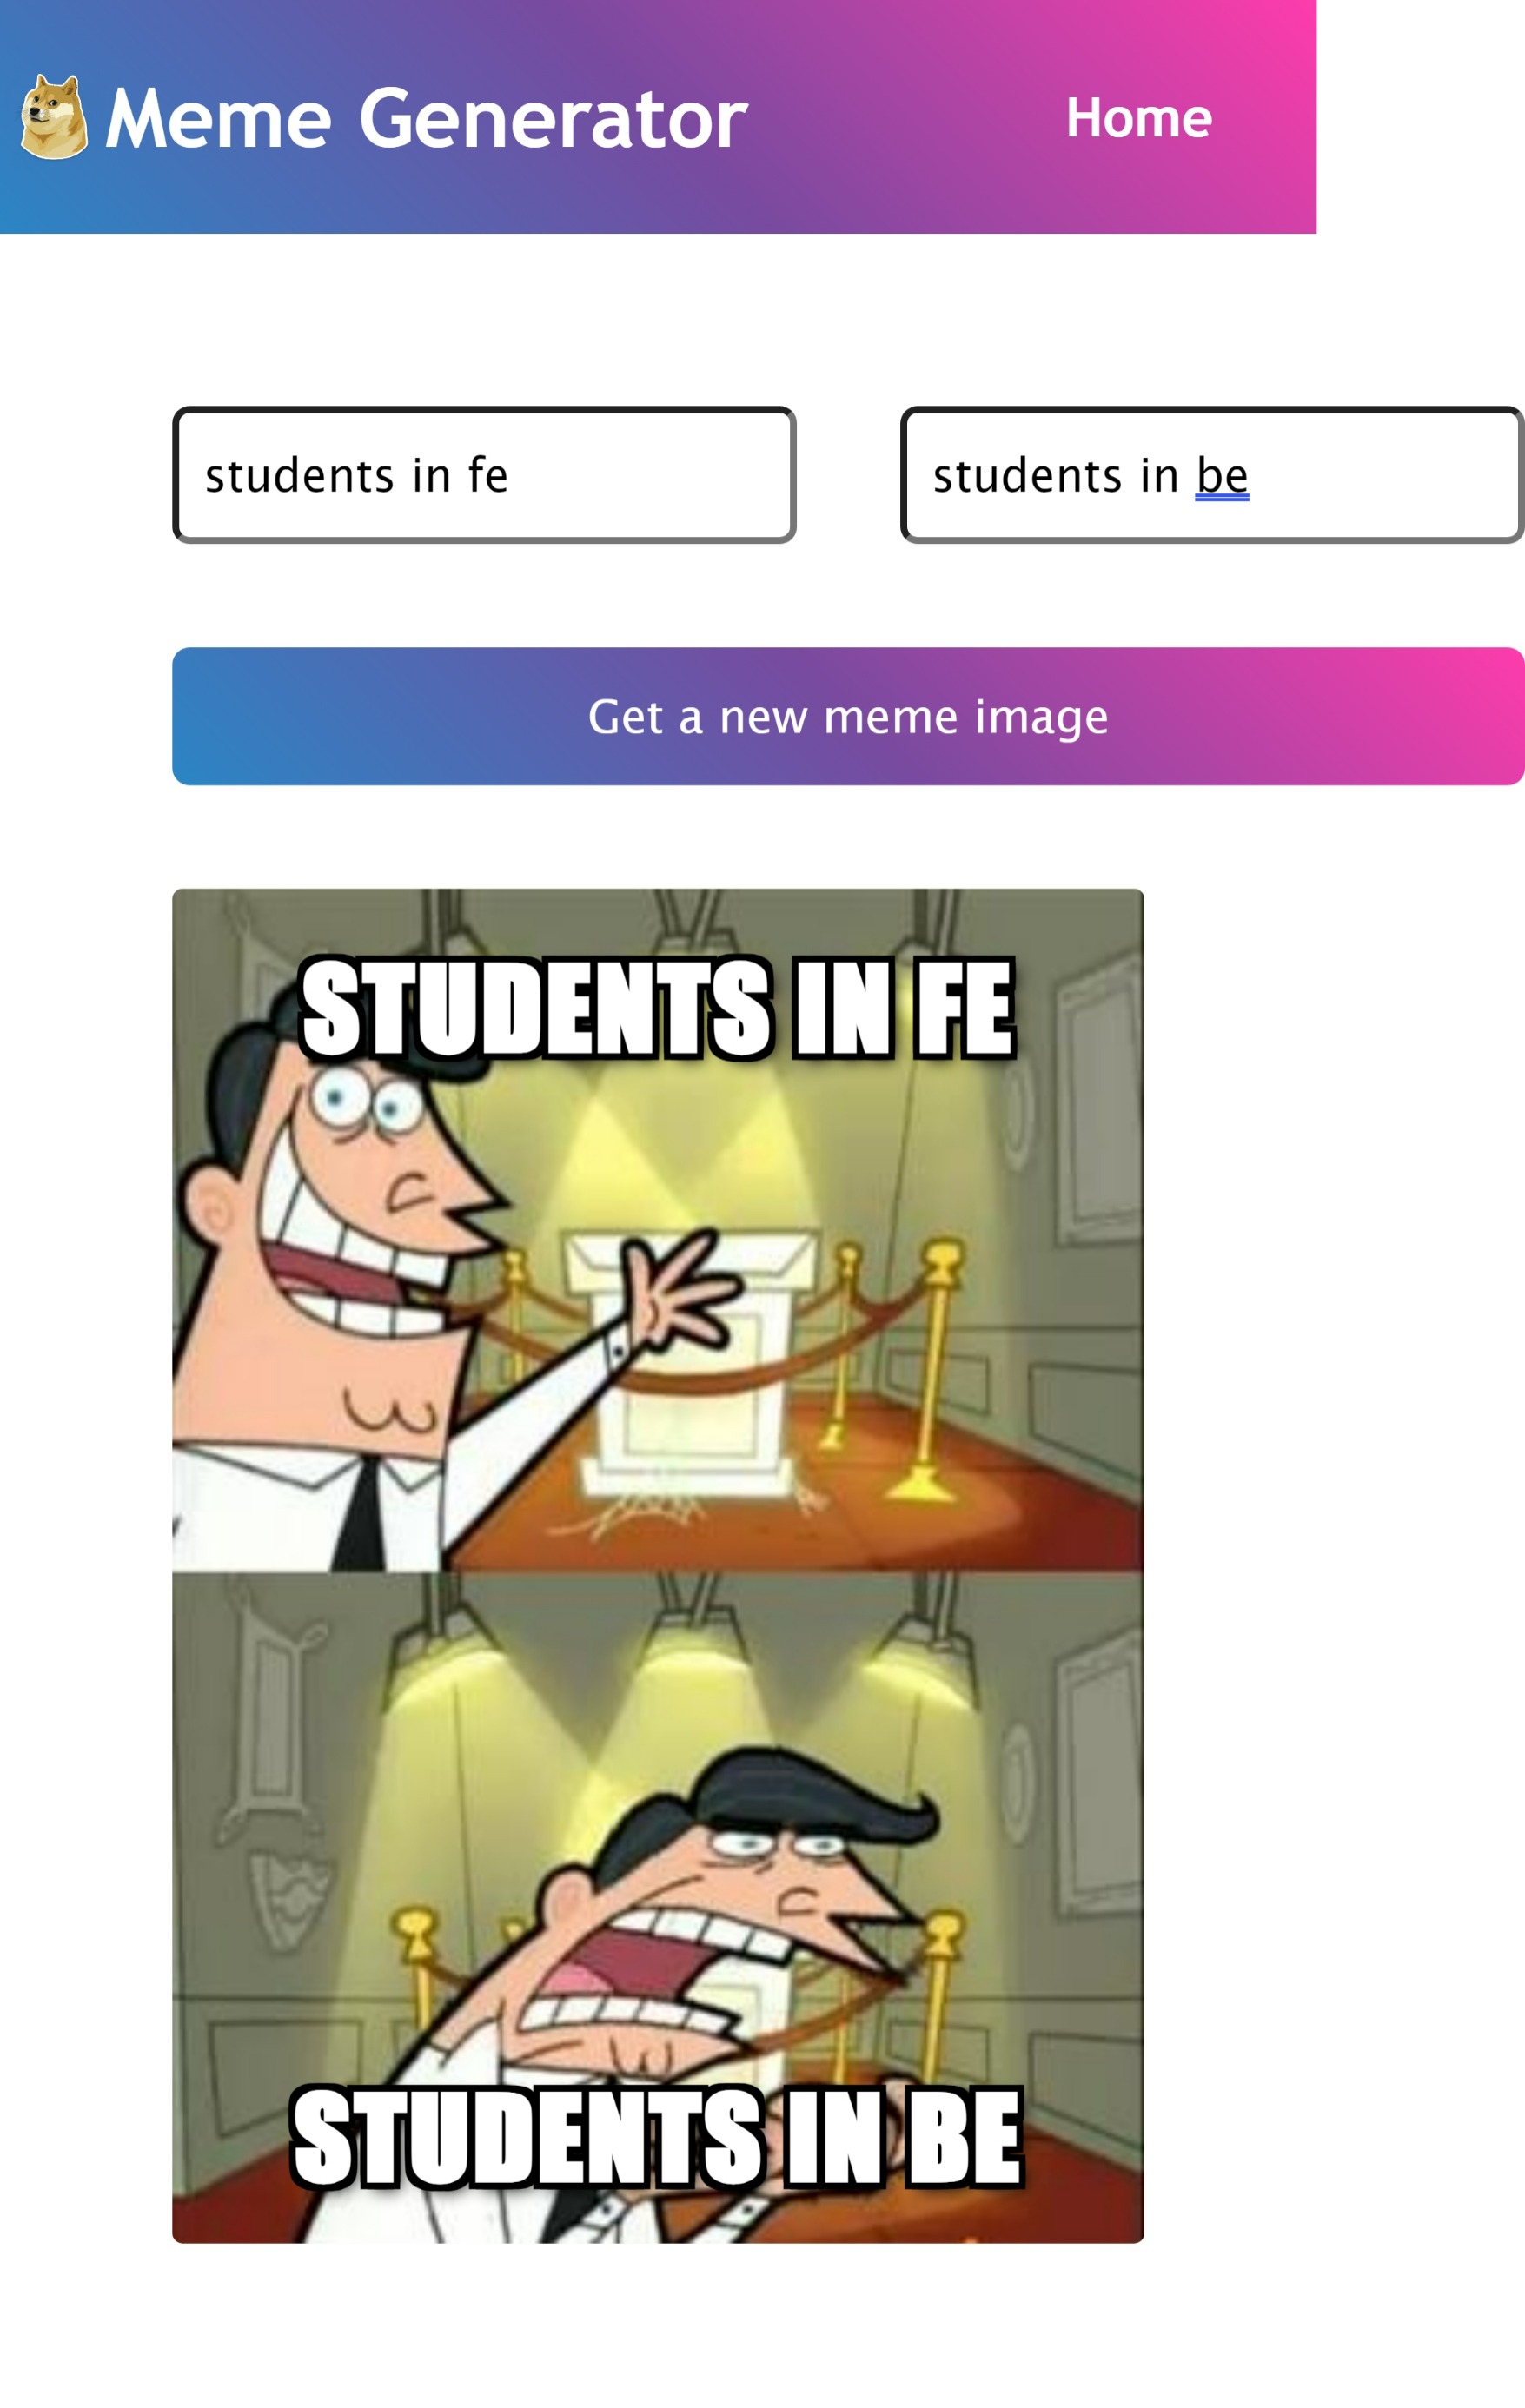 Meme Generator
Home
students in fe
students in be
Get a new meme image
STUDENTS IN FE
STUDENTS IN BE